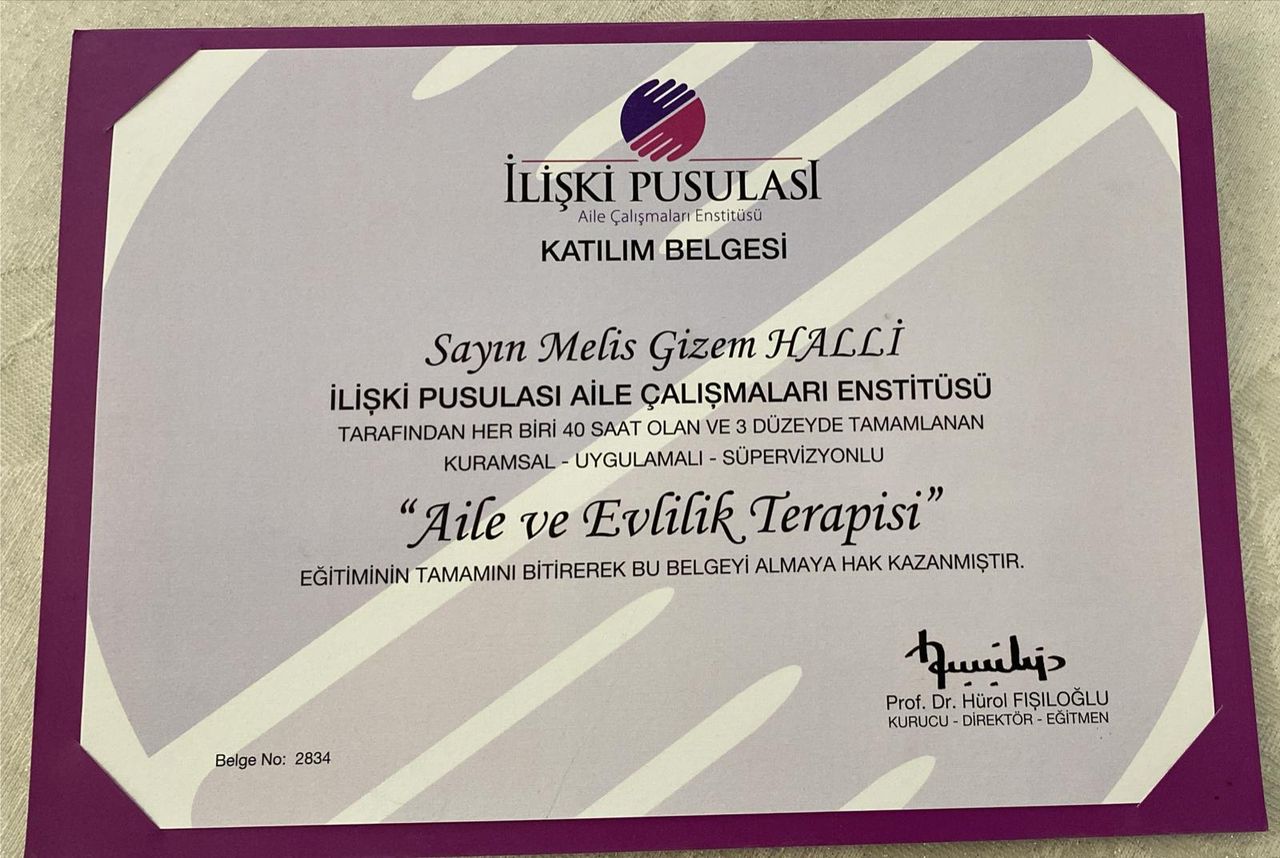 İLİŞKİ PUSULASI
Aile Çalışmaları Enstitüsü
KATILIM BELGESİ
Sayın Melis Gizem HALLİ
İLİŞKİ PUSULASI AİLE ÇALIŞMALARI ENSTİTÜSÜ
TARAFINDAN HER BİRİ 40 SAAT OLAN VE 3 DÜZEYDE TAMAMLANAN
KURAMSAL - UYGULAMALI - SÜPERVİZYONLU
“Aile ve Evlilik Terapisi”
EĞİTİMİNİN TAMAMINI BİTİREREK BU BELGEYİ ALMAYA HAK KAZANMIŞTIR.
Prof. Dr. Hürol FIŞILOĞLU
KURUCU - DİREKTÖR - EĞİTMEN
Belge No: 2834